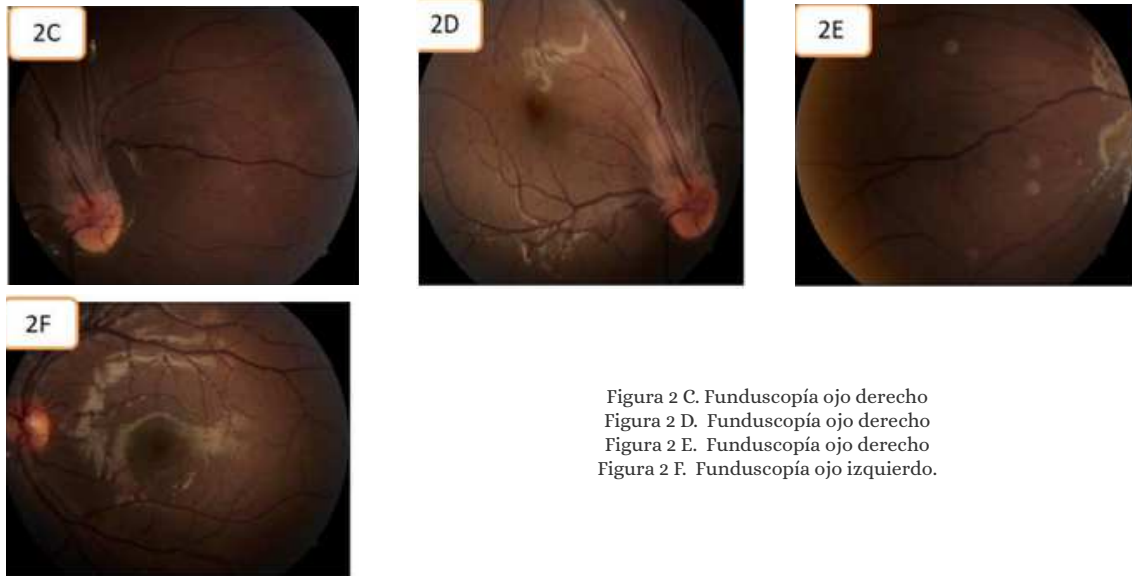 2C
2D
2E
2F
Figura 2 C. Funduscopía ojo derecho
Figura 2 D. Funduscopía ojo derecho
Figura 2 E. Funduscopía ojo derecho
Figura 2 F. Funduscopía ojo izquierdo.